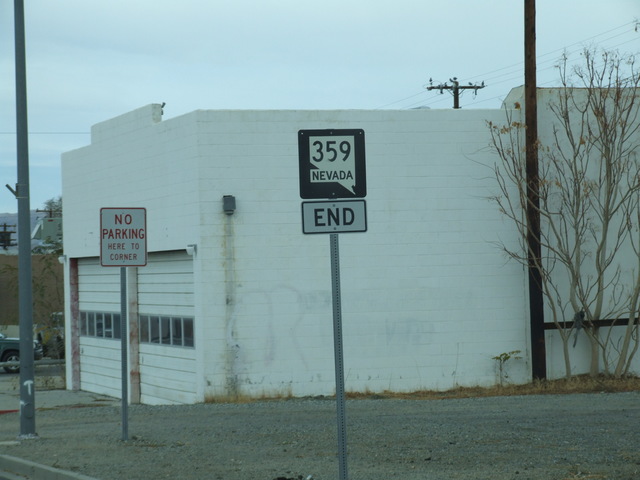 NO
PARKING
HERE TO
CORNER
359
NEVADA
END